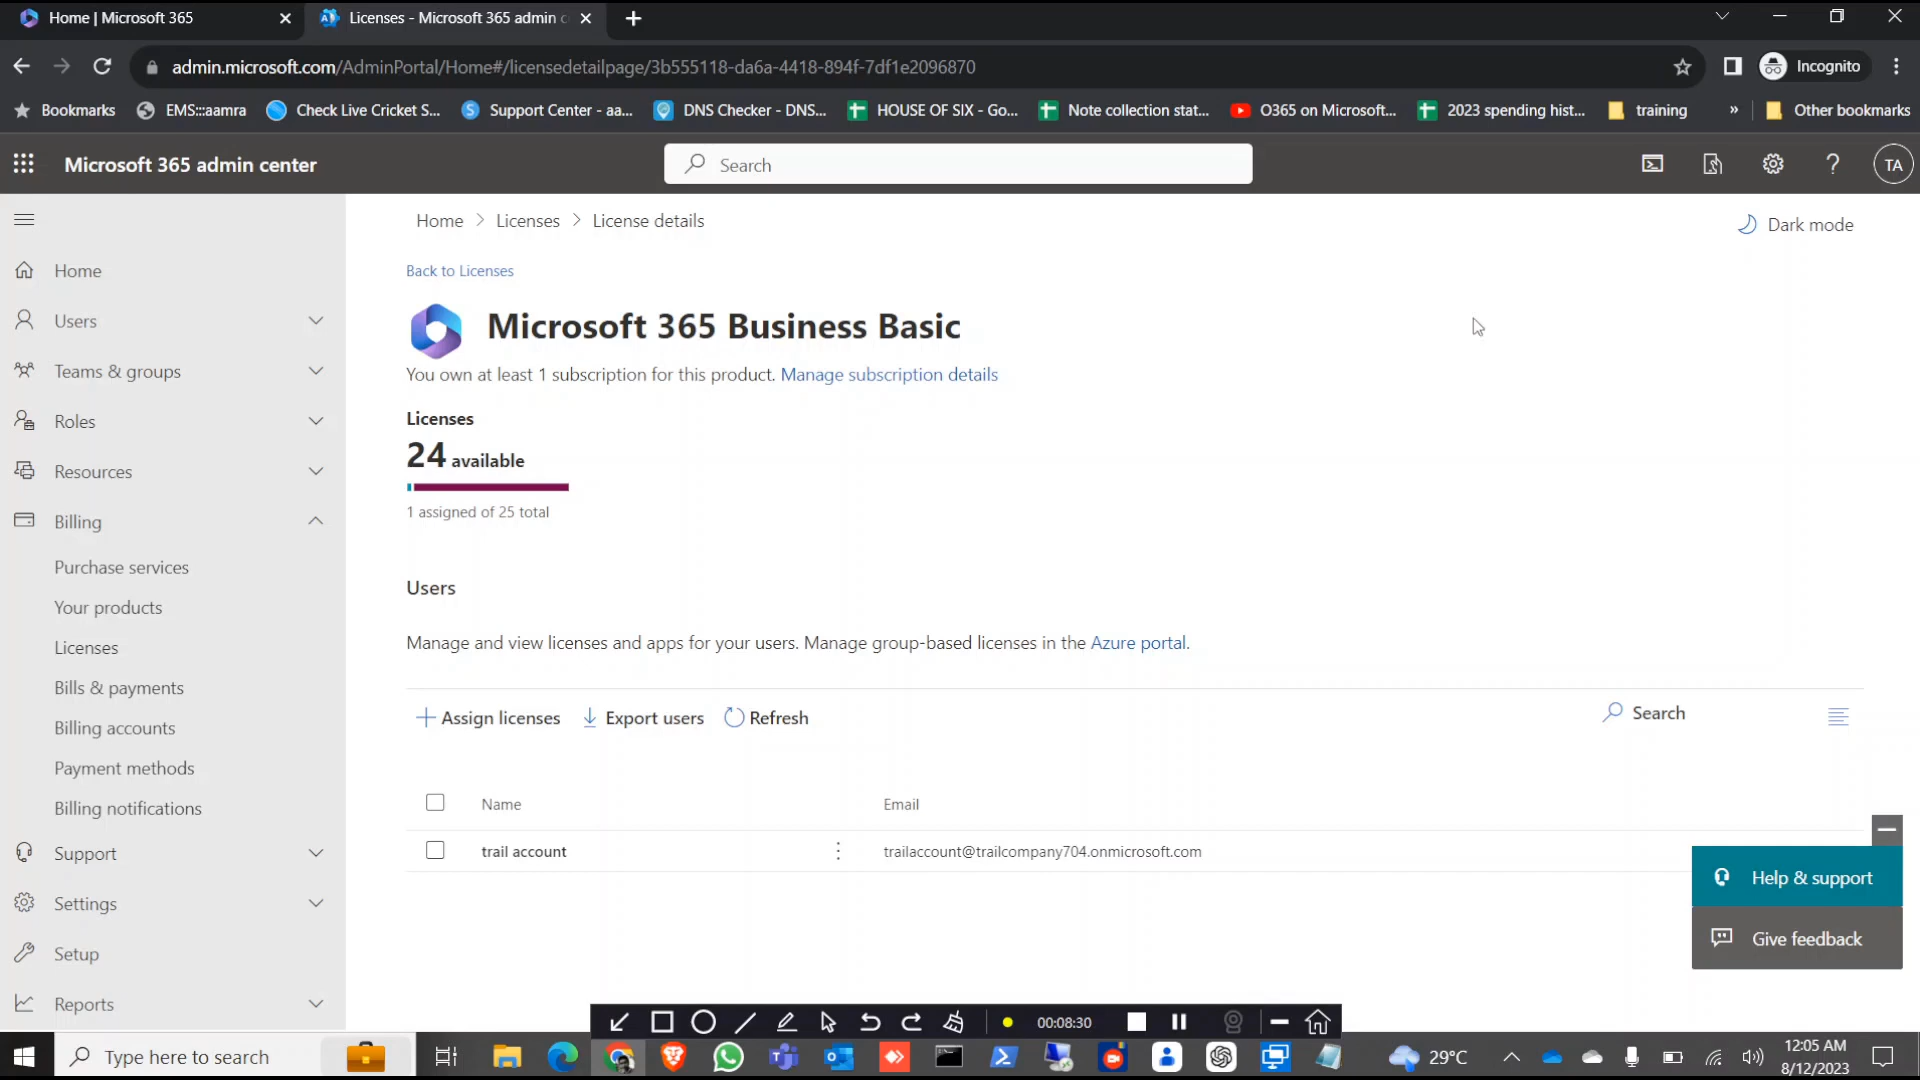 Home | Microsoft 365
Licenses - Microsoft 365 admin c
admin.microsoft.com/AdminPortal/Home#/licensedetailpage/3b555118-da6a-4418-894f-7df1e2096870
Incognito
Bookmarks
EMS:::aamra
Check Live Cricket S...
Support Center - aa...
DNS Checker - DNS...
HOUSE OF SIX - Go...
Note collection stat...
O365 on Microsoft...
2023 spending hist...
training
»
Other bookmarks
Microsoft 365 admin center
Search
TA
Home > Licenses > License details
Dark mode
Back to Licenses
Home
Users
Teams & groups
Roles
Resources
Billing
Purchase services
Your products
Licenses
Bills & payments
Billing accounts
Payment methods
Billing notifications
Support
Settings
Setup
Reports
Microsoft 365 Business Basic
You own at least 1 subscription for this product. Manage subscription details
Licenses
24 available
1 assigned of 25 total
Users
Manage and view licenses and apps for your users. Manage group-based licenses in the Azure portal.
Assign licenses
Export users
Refresh
Search
Name
Email
trail account
trailaccount@trailcompany704.onmicrosoft.com
Help & support
Give feedback
00:08:30
Type here to search
29°C
12:05 AM
8/12/2023